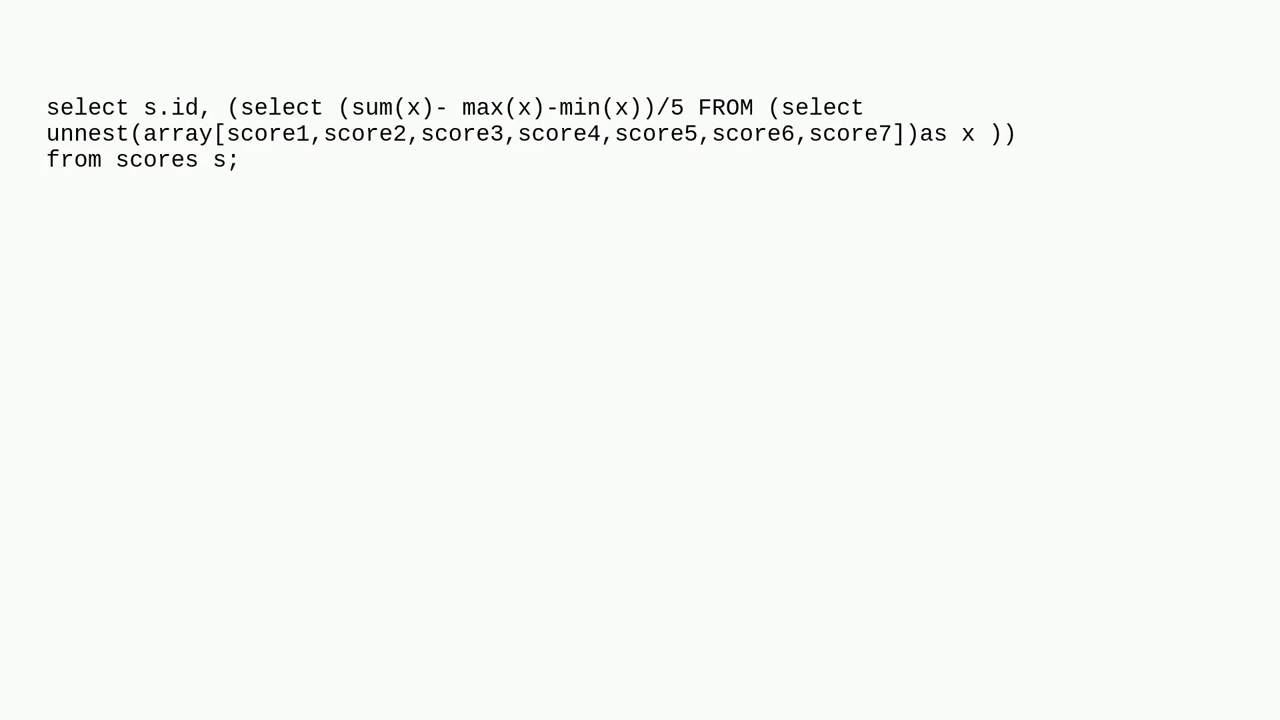 select s.id, (select (sum(x)- max(x)-min(x))/5 FROM (select
unnest(array[score1,score2,score3,score4,score5,score6,score7])as x ))
from scores s;